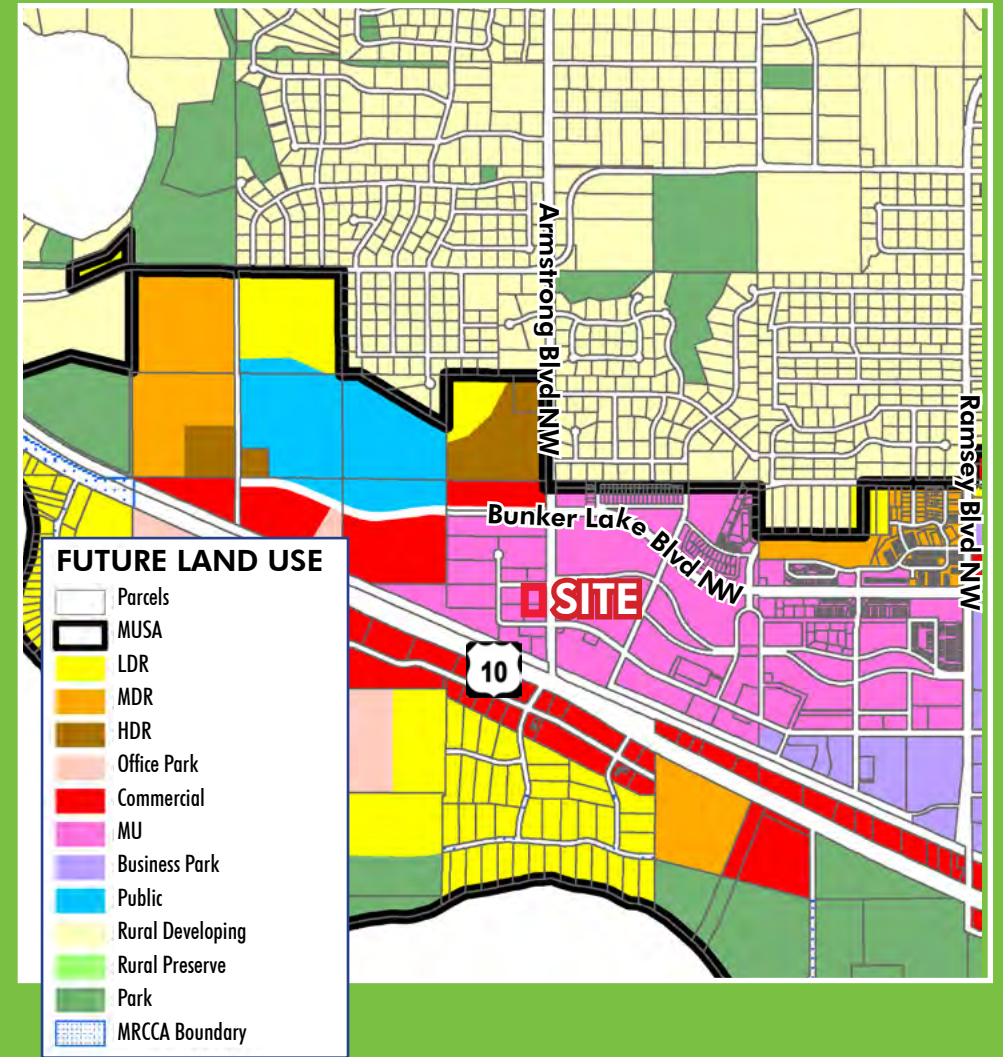 Armstrong Blvd NW
Ramsey Blvd NW
Bunker Lake Blvd NW
SITE
10
FUTURE LAND USE
Parcels
MUSA
LDR
MDR
HDR
Office Park
Commercial
MU
Business Park
Public
Rural Developing
Rural Preserve
Park
MRCCA Boundary